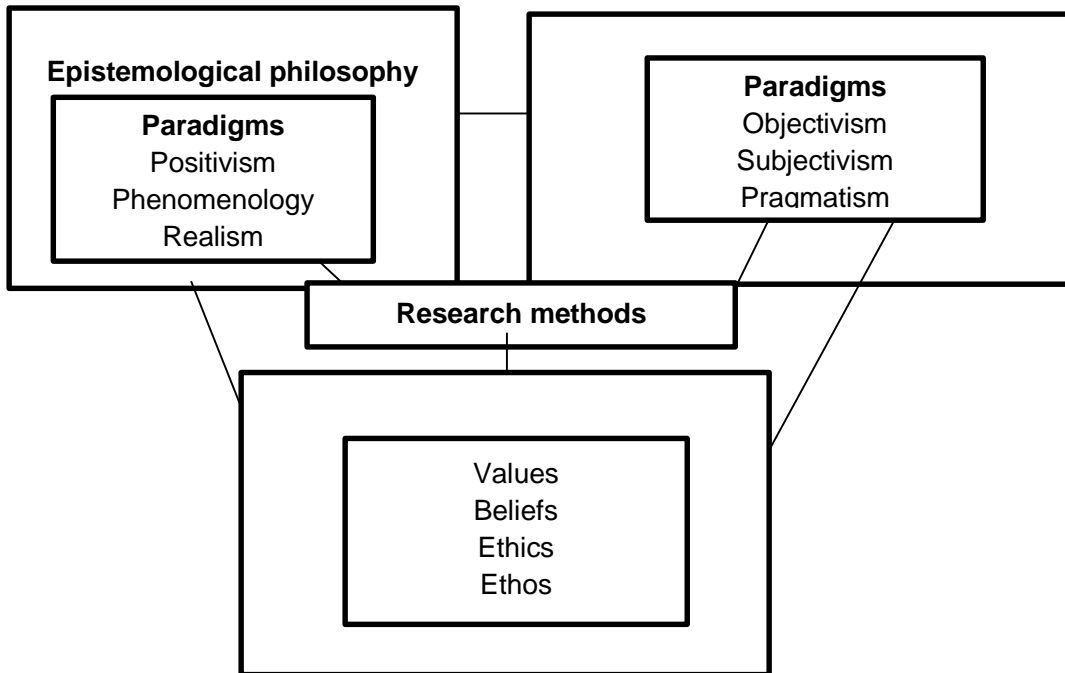 Epistemological philosophy
Paradigms
Positivism
Phenomenology
Realism
Paradigms
Objectivism
Subjectivism
Pragmatism
Research methods
Values
Beliefs
Ethics
Ethos